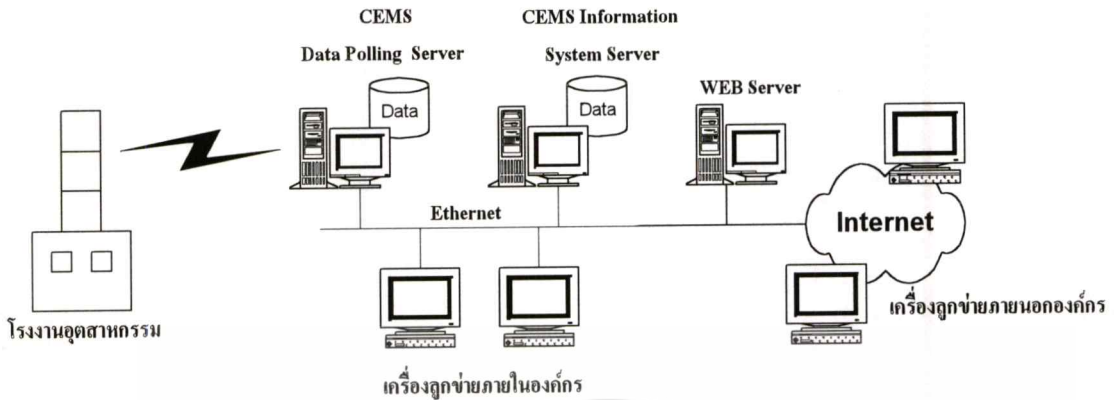 CEMS
Data Polling Server
CEMS Information
System Server
WEB Server
Data
Data
Ethernet
Internet
โรงงานอุตสาหกรรม
เครื่องลูกข่ายภายในองค์กร
เครื่องลูกข่ายภายนอกองค์กร